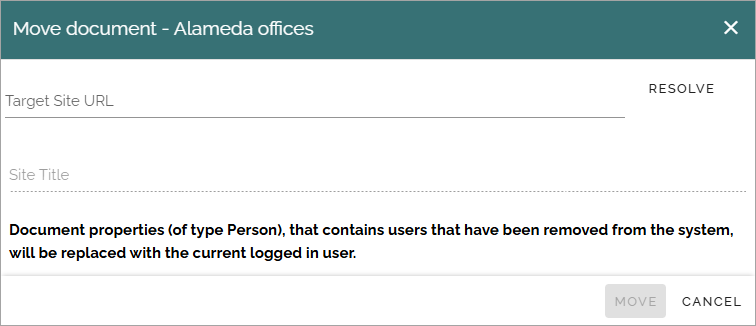 Move document - Alameda offices
Target Site URL
RESOLVE
Site Title
Document properties (of type Person), that contains users that have been removed from the system,
will be replaced with the current logged in user.
MOVE
CANCEL